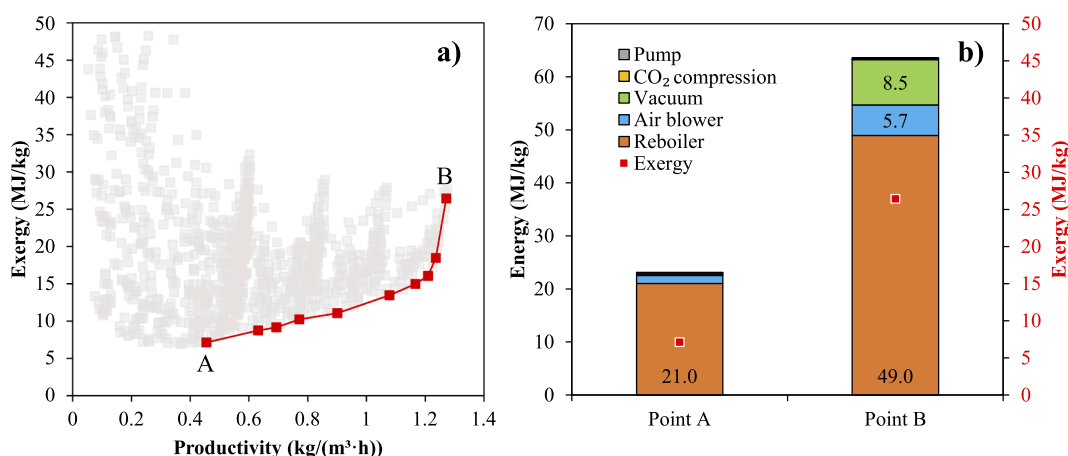 a)
50
45
40
35
30
25
20
15
10
5
0
Exergy (MJ/kg)
A
B
0 0.2 0.4 0.6 0.8 1 1.2 1.4
Productivity (kg/(m³·h))
b)
70
60
50
40
30
20
10
0
Energy (MJ/kg)
Pump
CO₂ compression
Vacuum
Air blower
Reboiler
Exergy
21.0
8.5
5.7
49.0
Point A Point B
50
45
40
35
30
25
20
15
10
5
0
Exergy (MJ/kg)